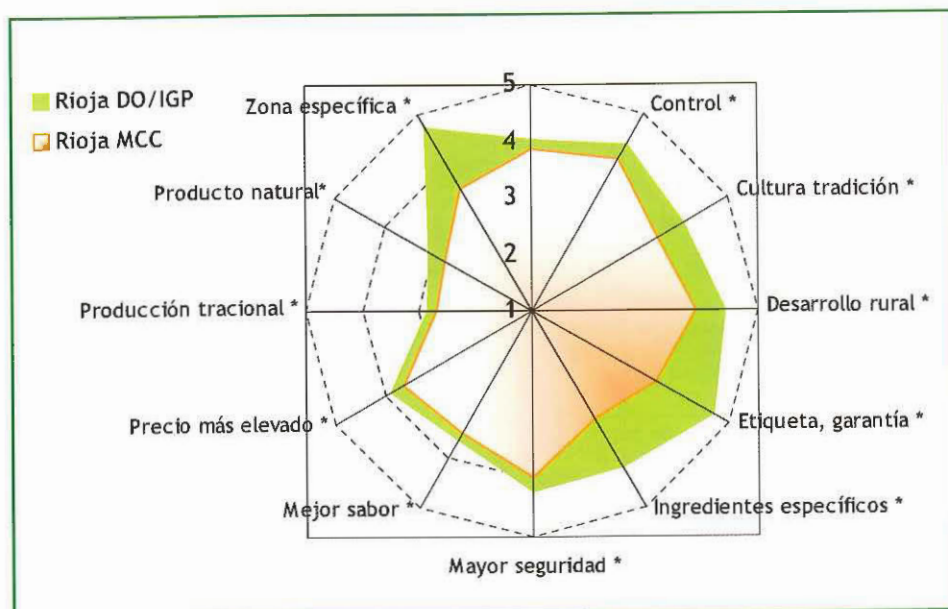 Rioja DO/IGP
Rioja MCC
5
4
3
2
1
Control *
Cultura tradición *
Desarrollo rural *
Etiqueta, garantía *
Ingredientes específicos *
Mayor seguridad *
Mejor sabor *
Precio más elevado *
Producción tracional *
Producto natural*
Zona específica *